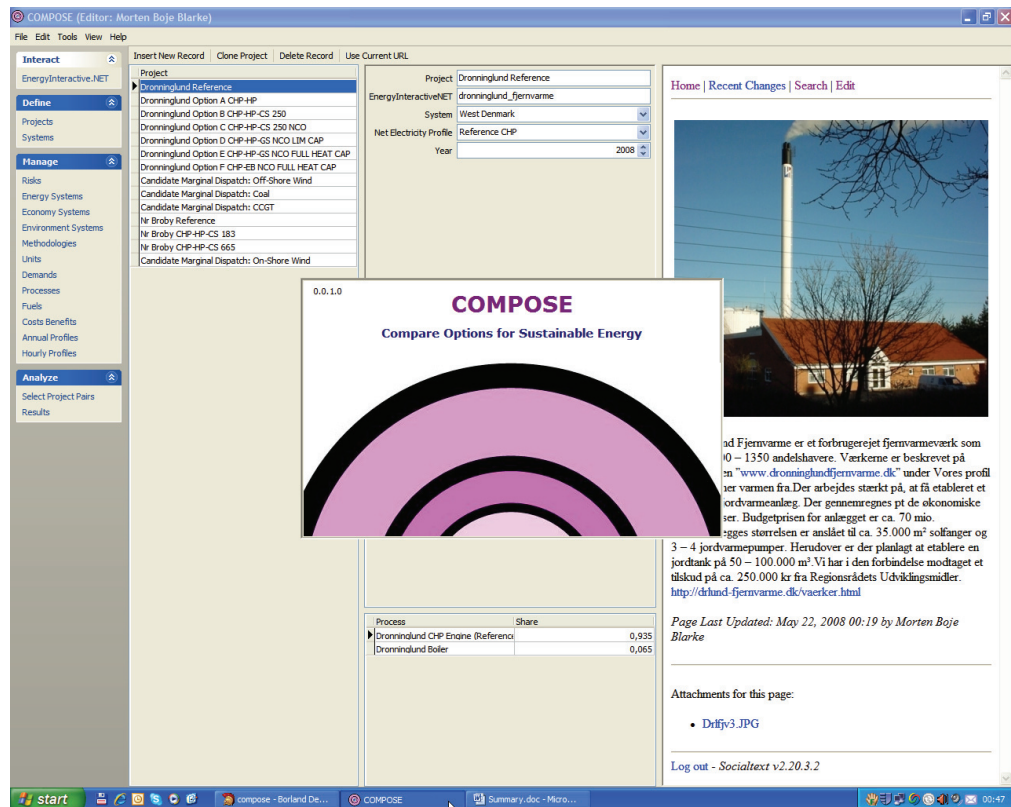 COMPOSE (Editor: Morten Boje Blarke)
File Edit Tools View Help
Interact
EnergyInteractive.NET
Define
Projects
Systems
Manage
Risks
Energy Systems
Economy Systems
Environment Systems
Methodologies
Units
Demands
Processes
Fuels
Costs Benefits
Annual Profiles
Hourly Profiles
Analyze
Select Project Pairs
Results
Insert New Record Clone Project Delete Record Use Current URL
Project
Dronninglund Reference
Dronninglund Option A CHP-HP
Dronninglund Option B CHP-HP-CS 250
Dronninglund Option C CHP-HP-CS 250 NCO
Dronninglund Option D CHP-HP-GS NCO LIM CAP
Dronninglund Option E CHP-HP-GS NCO FULL HEAT CAP
Dronninglund Option F CHP-EB NCO FULL HEAT CAP
Candidate Marginal Dispatch: Off-Shore Wind
Candidate Marginal Dispatch: Coal
Candidate Marginal Dispatch: CCGT
Nr Broby Reference
Nr Broby CHP-HP-CS 183
Nr Broby CHP-HP-CS 665
Candidate Marginal Dispatch: On-Shore Wind
Project Dronninglund Reference
EnergyInteractiveNET dronninglund_fjernvarme
System West Denmark
Net Electricity Profile Reference CHP
Year 2008
0.0.1.0
COMPOSE
Compare Options for Sustainable Energy
Process Share
Dronninglund CHP Engine (Reference 0,935
Dronninglund Boiler 0,065
Home | Recent Changes | Search | Edit
nd Fjernvarme er et forbrugerejet fjernvarmeværk som
0 – 1350 andelshavere. Værkerne er beskrevet på
en "www.dronninglundfjernvarme.dk" under Vores profil
ner varmen fra.Der arbejdes stærkt på, at få etableret et
jordvarmeanlæg. Der gennemregnes pt de økonomiske
ser. Budgetprisen for anlægget er ca. 70 mio.
egges størrelsen er anslået til ca. 35.000 m² solfanger og
3 – 4 jordvarmepumper. Herudover er der planlagt at etablere en
jordtank på 50 – 100.000 m³.Vi har i den forbindelse modtaget et
tilskud på ca. 250.000 kr fra Regionsrådets Udviklingsmidler.
http://drlund-fjernvarme.dk/vaerker.html
Page Last Updated: May 22, 2008 00:19 by Morten Boje
Blarke
Attachments for this page:
• Drlfjv3.JPG
Log out - Socialtext v2.20.3.2
start compose - Borland De... COMPOSE Summary.doc - Micro... 00:47